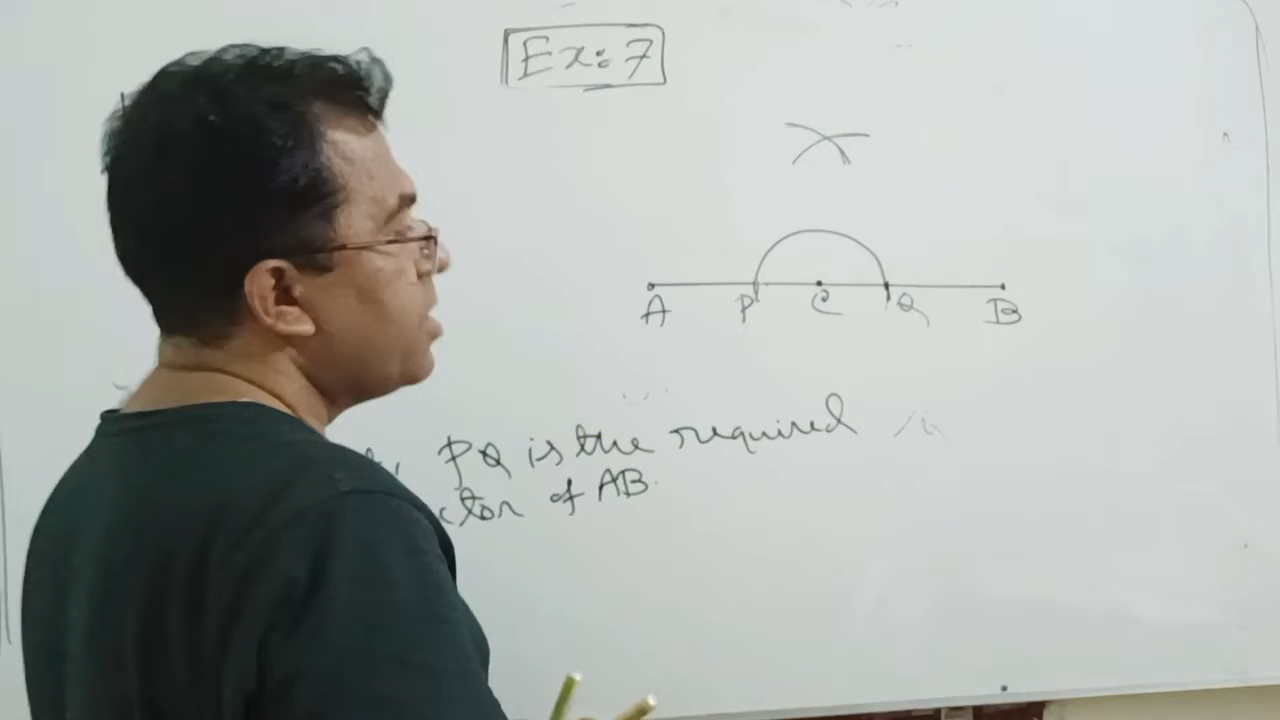 Ex: 7
A P C Q B
PQ is the required
of AB.